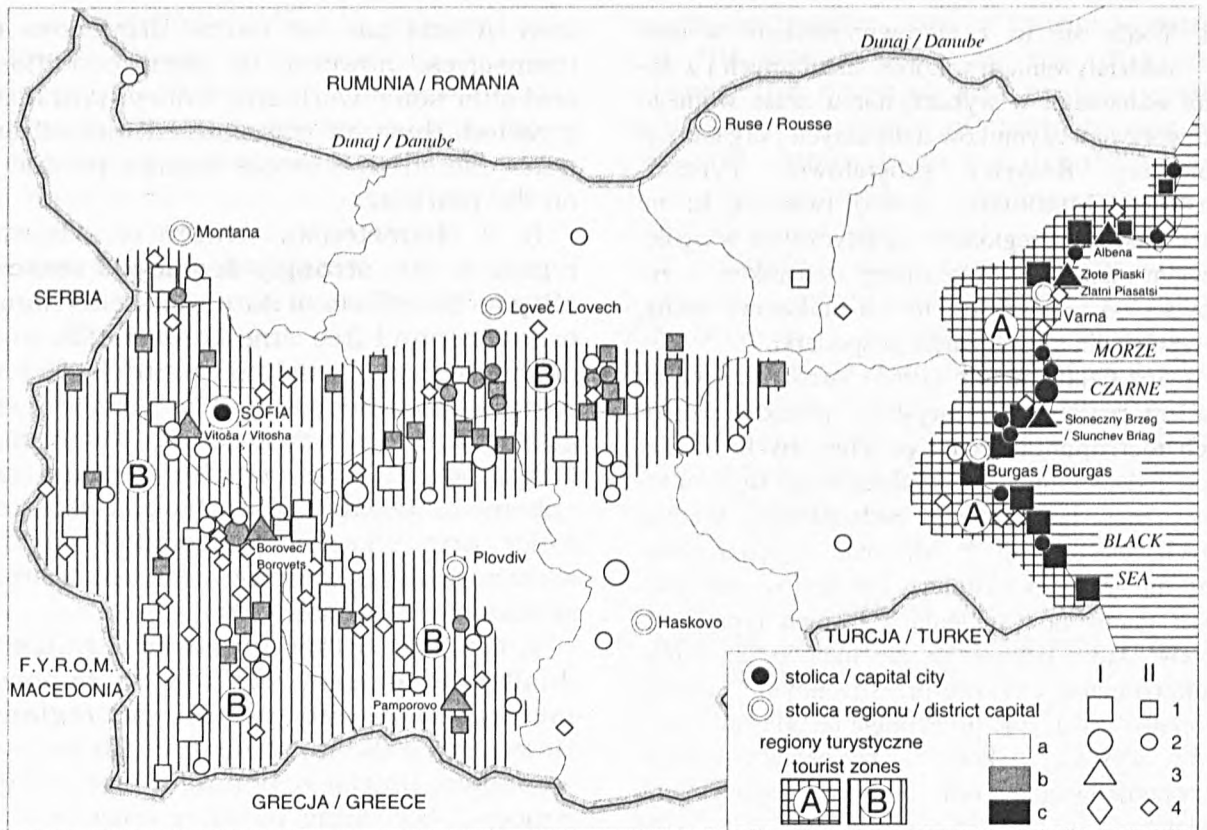 Dunaj / Danube
RUMUNIA / ROMANIA
Ruse / Rousse
Dunaj / Danube
Montana
Albena
SERBIA
Złote Piaski
Loveč / Lovech
Zlatni Piasatsi
Varna
A
MORZE
B
CZARNE
SOFIA
Vitoša / Vitosha
Słoneczny Brzeg
/ Slunchev Briag
B
Burgas / Bourgas
A
Borovec/
Borovets
Plovdiv
BLACK
SEA
Haskovo
B
TURCJA / TURKEY
F.Y.R.O.M.
MACEDONIA
B
Pamporovo
GRECJA / GREECE
stolica / capital city
stolica regionu / district capital
regiony turystyczne
/ tourist zones
A B
I II
a 1
b 2
c 3
4